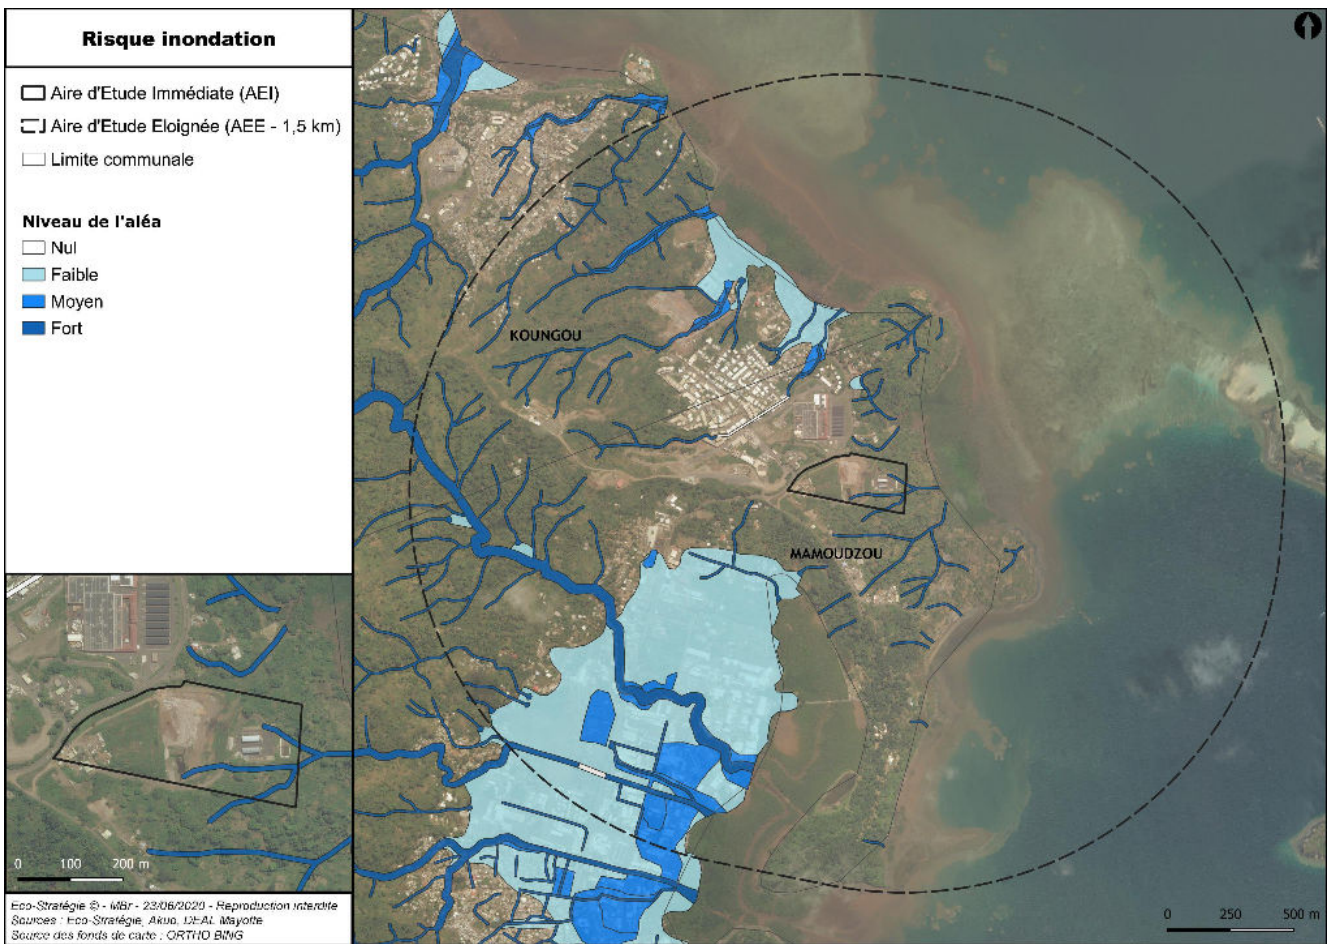 Risque inondation
Aire d'Etude Immédiate (AEI)
Aire d'Etude Eloignée (AEE - 1,5 km)
Limite communale
Niveau de l'aléa
Nul
Faible
Moyen
Fort
KOUNGOU
MAMOUDZOU
0 100 200 m
Eco-Stratégie © - MBr - 23/06/2020 - Reproduction interdite
Sources : Eco-Stratégie, Akuo, DEAL Mayotte
Source des fonds de carte : ORTHO BING
0 250 500 m